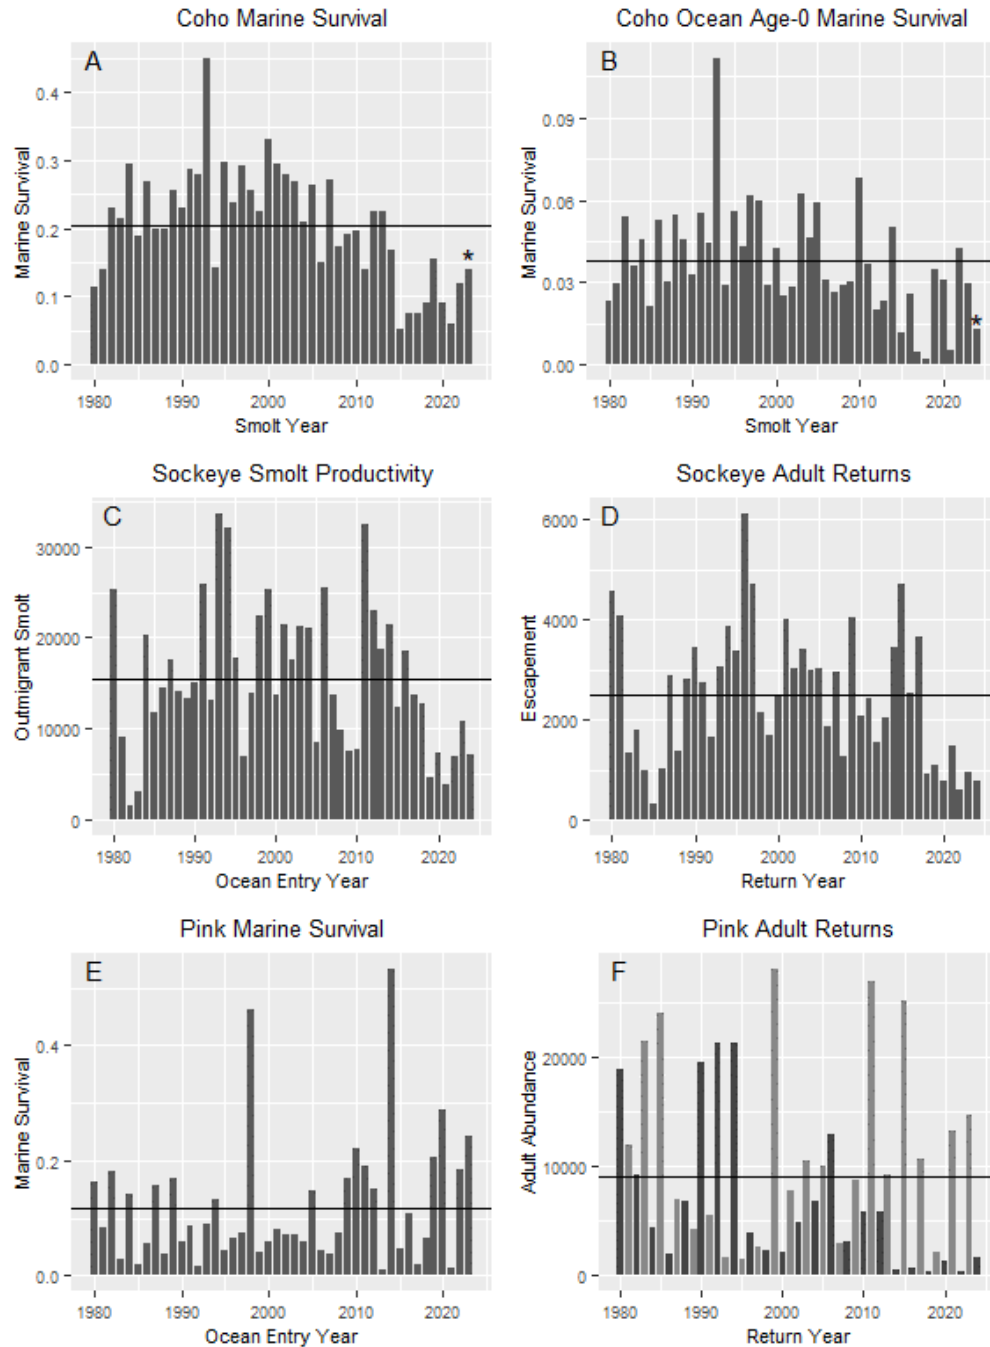 Coho Marine Survival
A
0.4
0.3
0.2
0.1
0.0
Marine Survival
*
1980 1990 2000 2010 2020
Smolt Year
Coho Ocean Age-0 Marine Survival
B
0.09
0.06
0.03
0.00
Marine Survival
*
1980 1990 2000 2010 2020
Smolt Year
Sockeye Smolt Productivity
C
30000
20000
10000
0
Outmigrant Smolt
1980 1990 2000 2010 2020
Ocean Entry Year
Sockeye Adult Returns
D
6000
4000
2000
0
Escapement
1980 1990 2000 2010 2020
Return Year
Pink Marine Survival
E
0.4
0.2
0.0
Marine Survival
1980 1990 2000 2010 2020
Ocean Entry Year
Pink Adult Returns
F
20000
10000
0
Adult Abundance
1980 1990 2000 2010 2020
Return Year